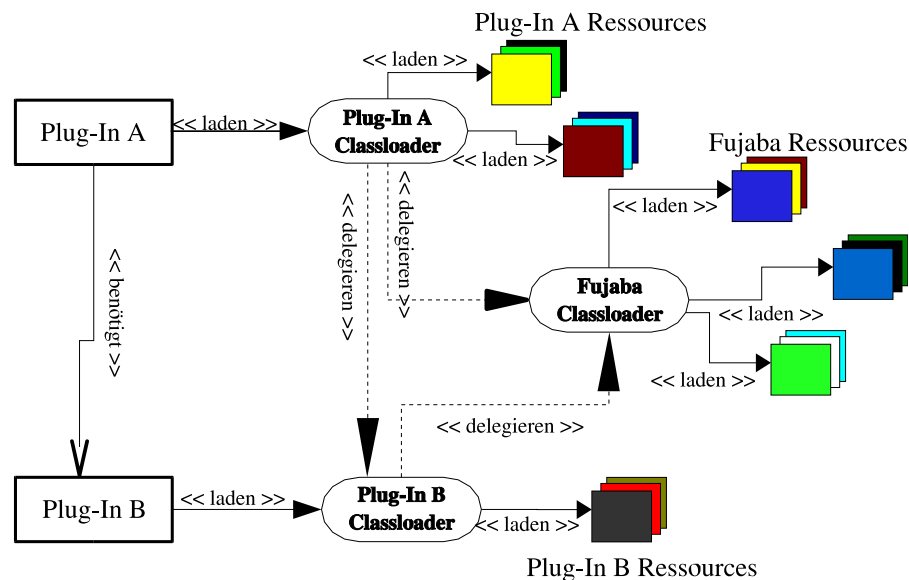 Plug-In A Ressources
<< laden >>
Plug-In A
<< laden >>
Plug-In A
Classloader
<< laden >>
Fujaba Ressources
<< laden >>
<< delegieren >>
<< delegieren >>
<< benötigt >>
Fujaba
Classloader
<< laden >>
<< laden >>
<< delegieren >>
Plug-In B
<< laden >>
Plug-In B
Classloader
<< laden >>
Plug-In B Ressources